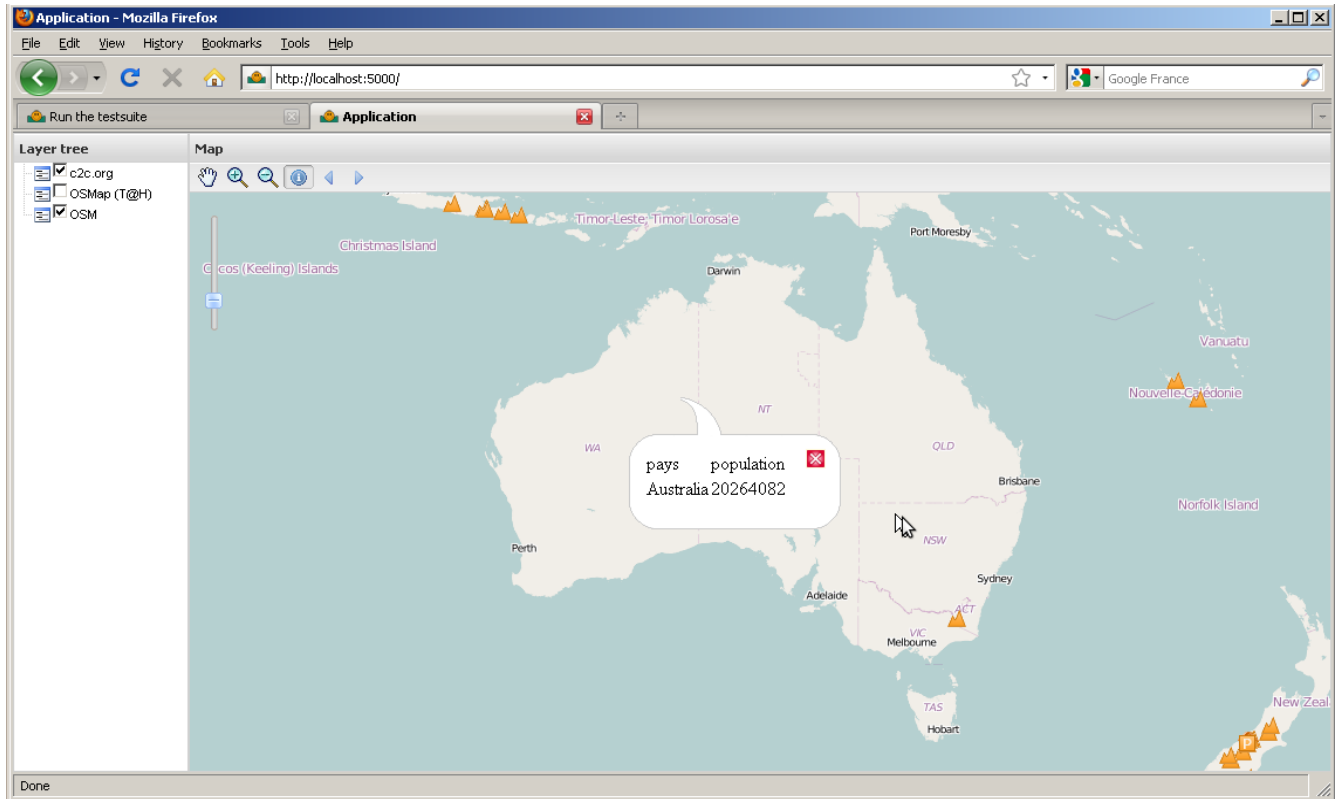 Application - Mozilla Firefox
File Edit View History Bookmarks Tools Help
http://localhost:5000/
Google France
Run the testsuite
Application
Layer tree
Map
c2c.org
OSMap (T@H)
OSM
Timor-Leste; Timor Lorosa'e
Port Moresby
Christmas Island
Cocos (Keeling) Islands
Darwin
Vanuatu
Nouvelle-Calédonie
NT
WA
QLD
pays population
Australia 20264082
Brisbane
Norfolk Island
NSW
Perth
Sydney
Adelaide
ACT
VIC
Melbourne
TAS
New Zeal
Hobart
P
Done